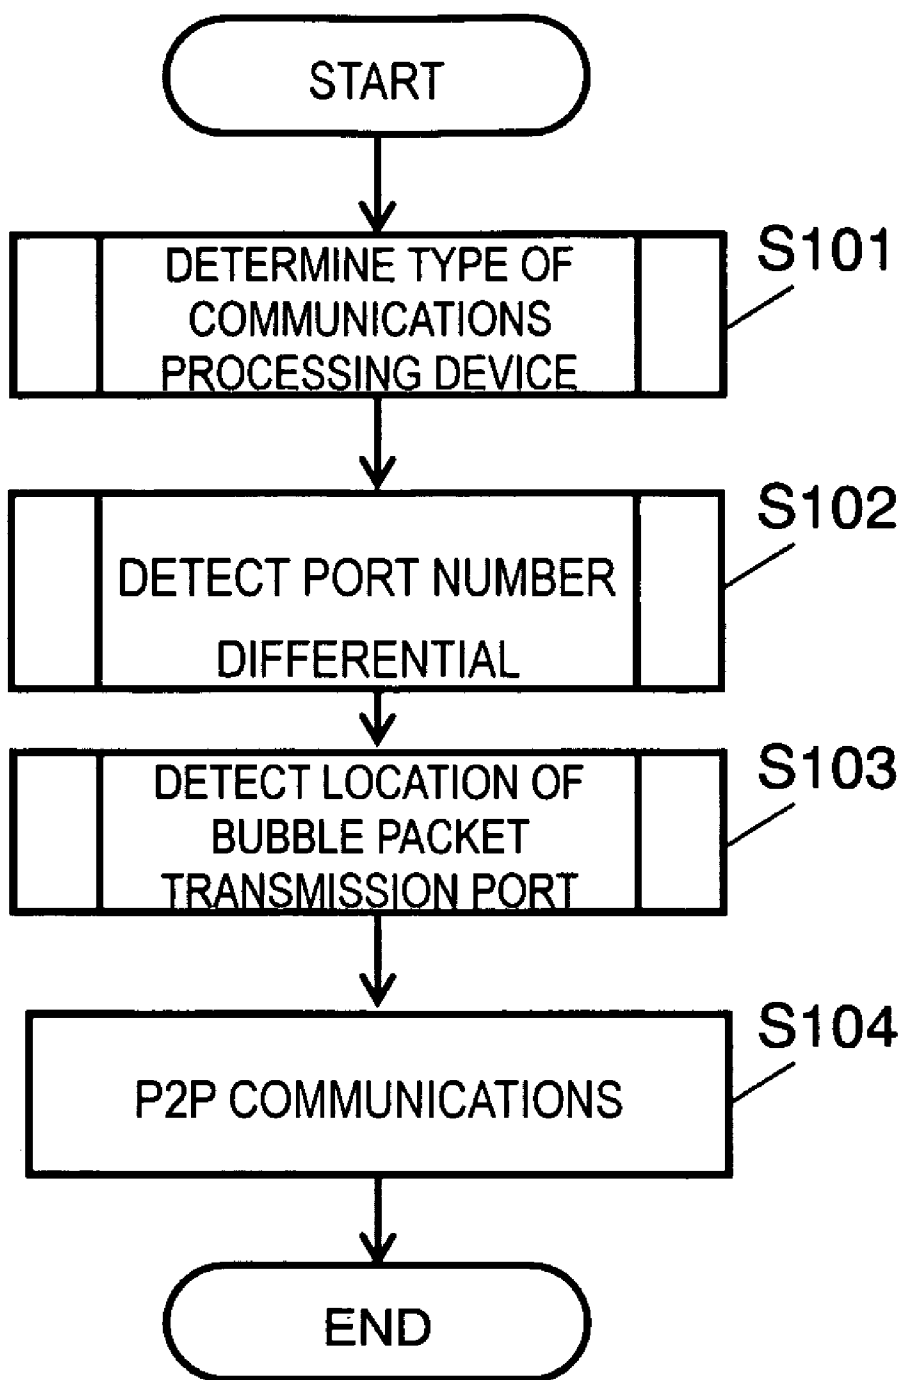 START
DETERMINE TYPE OF
COMMUNICATIONS
PROCESSING DEVICE
S101
DETECT PORT NUMBER
DIFFERENTIAL
S102
DETECT LOCATION OF
BUBBLE PACKET
TRANSMISSION PORT
S103
P2P COMMUNICATIONS
S104
END